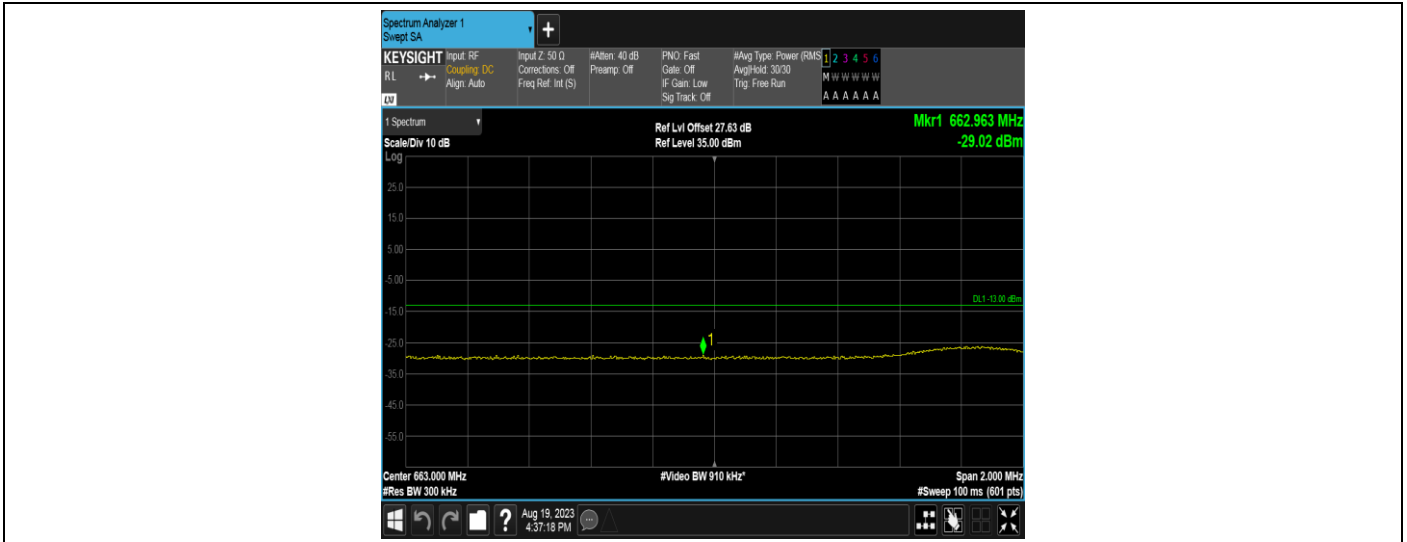 Spectrum Analyzer 1
Swept SA
KEYSIGHT
RL
LXI
Input: RF
Coupling: DC
Align: Auto
Input Z: 50 Ω
Corrections: Off
Freq Ref: Int (S)
#Atten: 40 dB
Preamp: Off
PNO: Fast
Gate: Off
IF Gain: Low
Sig Track: Off
#Avg Type: Power (RMS
Avg|Hold: 30/30
Trig: Free Run
1 2 3 4 5 6
M W W W W W
A A A A A A
1 Spectrum
Scale/Div 10 dB
Ref Lvl Offset 27.63 dB
Ref Level 35.00 dBm
Mkr1 662.963 MHz
-29.02 dBm
Log
25.0
15.0
5.00
-5.00
DL1 -13.00 dBm
-15.0
1
-25.0
-35.0
-45.0
-55.0
Center 663.000 MHz
#Video BW 910 kHz*
Span 2.000 MHz
#Res BW 300 kHz
#Sweep 100 ms (601 pts)
?
Aug 19, 2023
4:37:18 PM